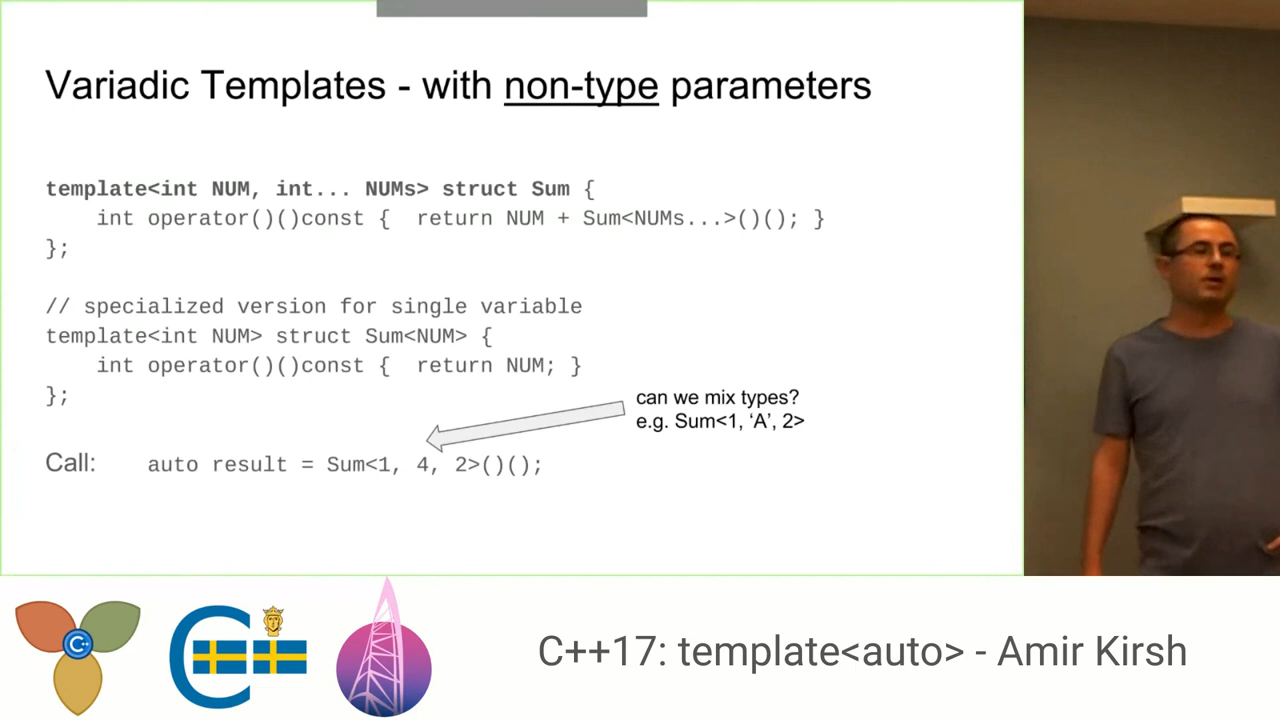 Variadic Templates - with non-type parameters
template<int NUM, int... NUMs> struct Sum {
    int operator()()const {  return NUM + Sum<NUMs...>()(); }
};
// specialized version for single variable
template<int NUM> struct Sum<NUM> {
    int operator()()const {  return NUM; }
};
can we mix types?
e.g. Sum<1, ‘A’, 2>
Call:    auto result = Sum<1, 4, 2>()();
C++
C++17: template<auto> - Amir Kirsh